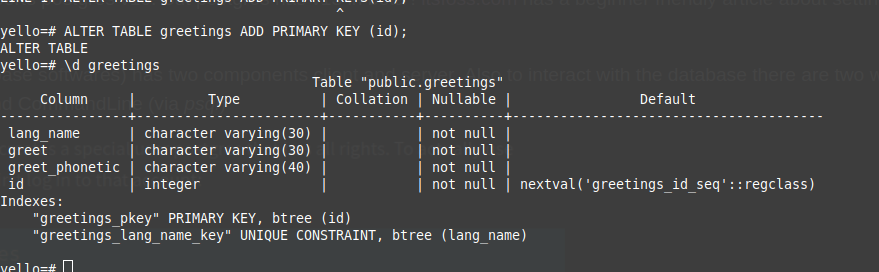 LINE 1: ALTER TABLE greetings ADD PRIMARY KEYS(id);
^
yello=# ALTER TABLE greetings ADD PRIMARY KEY (id);
ALTER TABLE
yello=# \d greetings
Table "public.greetings"
Column | Type | Collation | Nullable | Default
---------------+-----------------------+-----------+----------+---------------------------------------
lang_name | character varying(30) | | not null |
greet | character varying(30) | | not null |
greet_phonetic | character varying(40) | | not null |
id | integer | | not null | nextval('greetings_id_seq'::regclass)
Indexes:
"greetings_pkey" PRIMARY KEY, btree (id)
"greetings_lang_name_key" UNIQUE CONSTRAINT, btree (lang_name)
yello=#